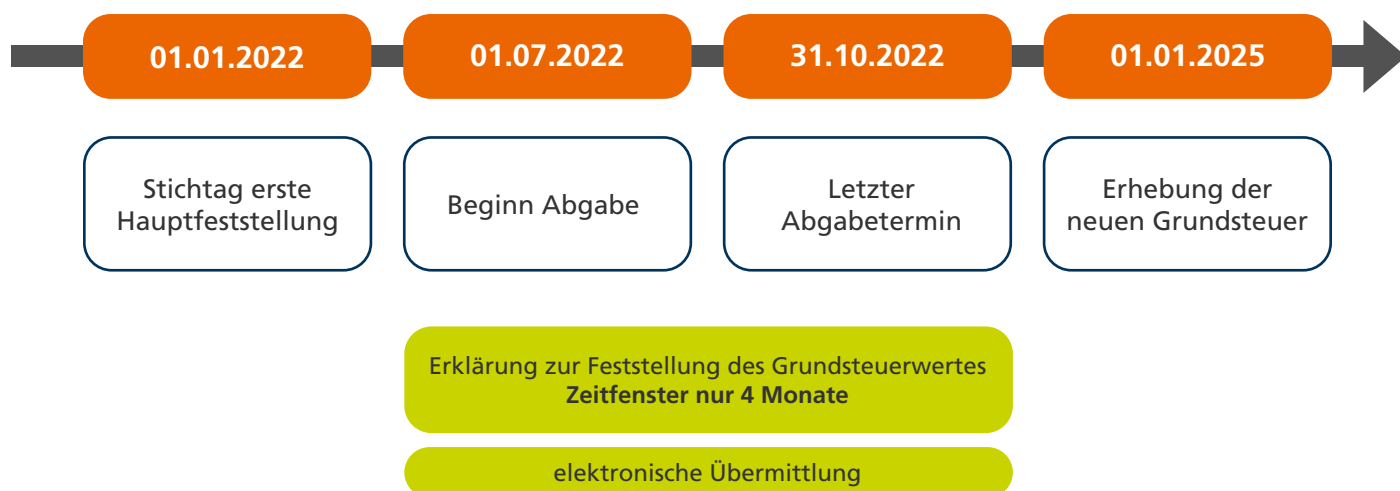 01.01.2022
01.07.2022
31.10.2022
01.01.2025
Stichtag erste
Hauptfeststellung
Beginn Abgabe
Letzter
Abgabetermin
Erhebung der
neuen Grundsteuer
Erklärung zur Feststellung des Grundsteuerwertes
Zeitfenster nur 4 Monate
elektronische Übermittlung